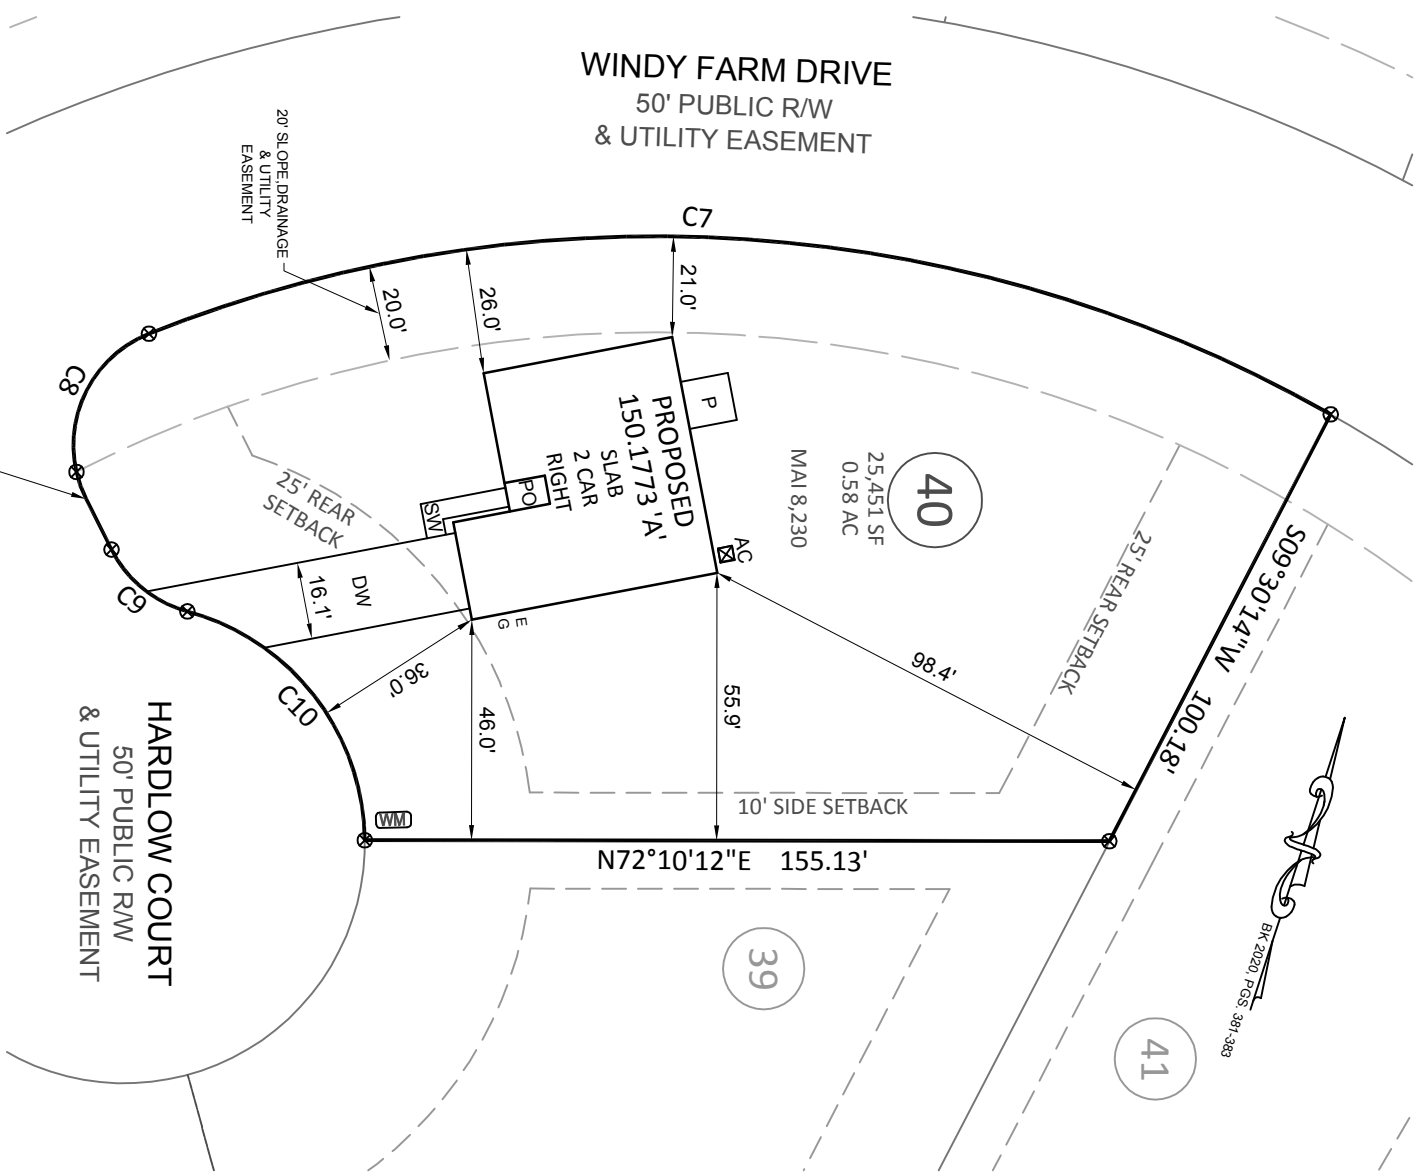 WINDY FARM DRIVE
50' PUBLIC R/W
& UTILITY EASEMENT
20' SLOPE,DRAINAGE
& UTILITY
EASEMENT
C7
21.0'
26.0'
20.0'
C8
P
PROPOSED
150.1773 'A'
SLAB
2 CAR
RIGHT
PO
SW
40
25,451 SF
0.58 AC
MAI 8,230
AC
25' REAR
SETBACK
25' REAR SETBACK
S09°30'14"W 100.18'
DW
16.1'
C9
E
G
36.0'
C10
46.0'
55.9'
98.4'
10' SIDE SETBACK
WM
N72°10'12"E 155.13'
HARDLOW COURT
50' PUBLIC R/W
& UTILITY EASEMENT
39
41
BK 2020, PGS. 381-383